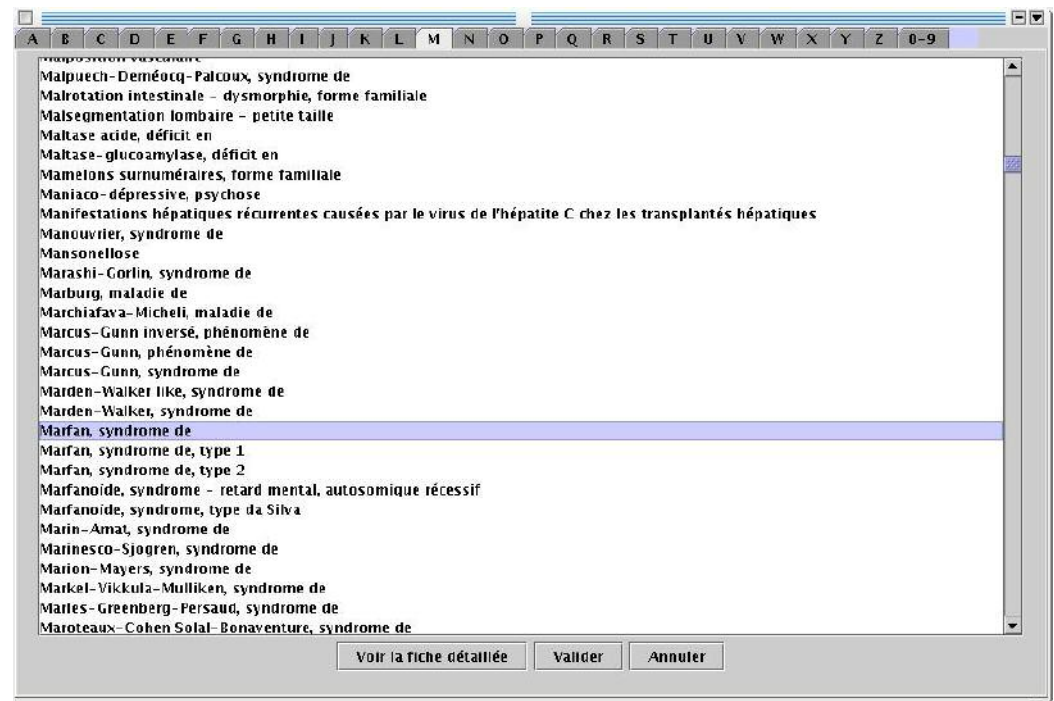 A B C D E F G H I J K L M N O P Q R S T U V W X Y Z 0-9
Malposition vasculaire
Malpuech-Deméocq-Palcoux, syndrome de
Malrotation intestinale - dysmorphie, forme familiale
Malsegmentation lombaire - petite taille
Maltase acide, déficit en
Maltase-glucoamylase, déficit en
Mamelons surnuméraires, forme familiale
Maniaco-dépressive, psychose
Manifestations hépatiques récurrentes causées par le virus de l'hépatite C chez les transplantés hépatiques
Manouvrier, syndrome de
Mansonellose
Marashi-Gorlin, syndrome de
Marburg, maladie de
Marchiafava-Micheli, maladie de
Marcus-Gunn inversé, phénomène de
Marcus-Gunn, phénomène de
Marcus-Gunn, syndrome de
Marden-Walker like, syndrome de
Marden-Walker, syndrome de
Marfan, syndrome de
Marfan, syndrome de, type 1
Marfan, syndrome de, type 2
Marfanoïde, syndrome - retard mental, autosomique récessif
Marfanoïde, syndrome, type da Silva
Marin-Amat, syndrome de
Marinesco-Sjogren, syndrome de
Marion-Mayers, syndrome de
Markel-Vikkula-Mulliken, syndrome de
Marles-Greenberg-Persaud, syndrome de
Maroteaux-Cohen Solal-Bonaventure, syndrome de
Voir la fiche détaillée Valider Annuler